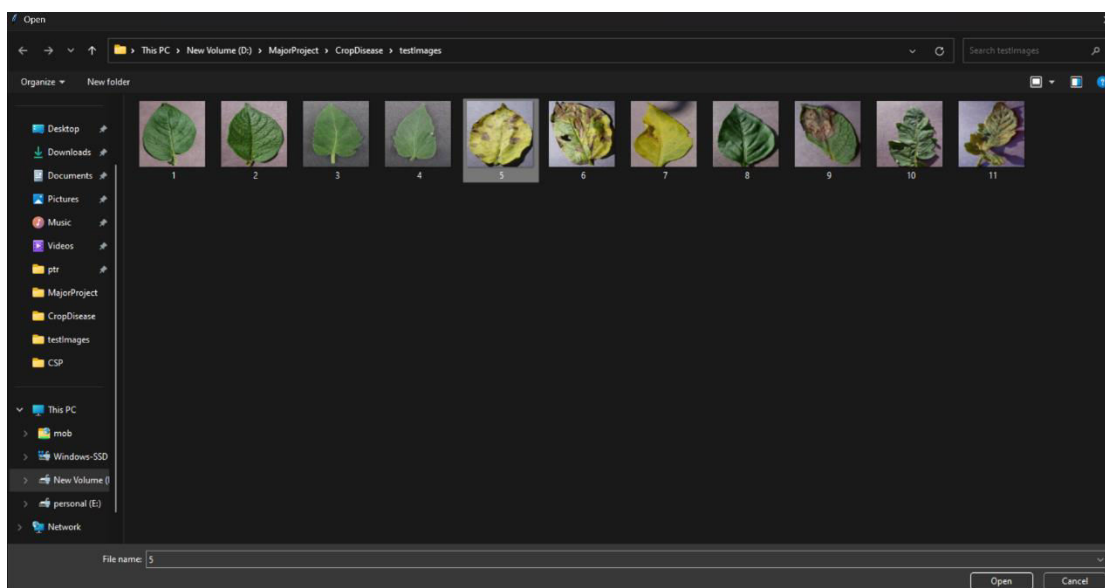 Open
This PC > New Volume (D:) > MajorProject > CropDisease > testImages
Search testImages
Organize
New folder
1 2 3 4 5 6 7 8 9 10 11
Desktop
Downloads
Documents
Pictures
Music
Videos
ptr
MajorProject
CropDisease
testImages
CSP
This PC
mob
Windows-SSD
New Volume (
personal (E:)
Network
File name: 5
Open Cancel